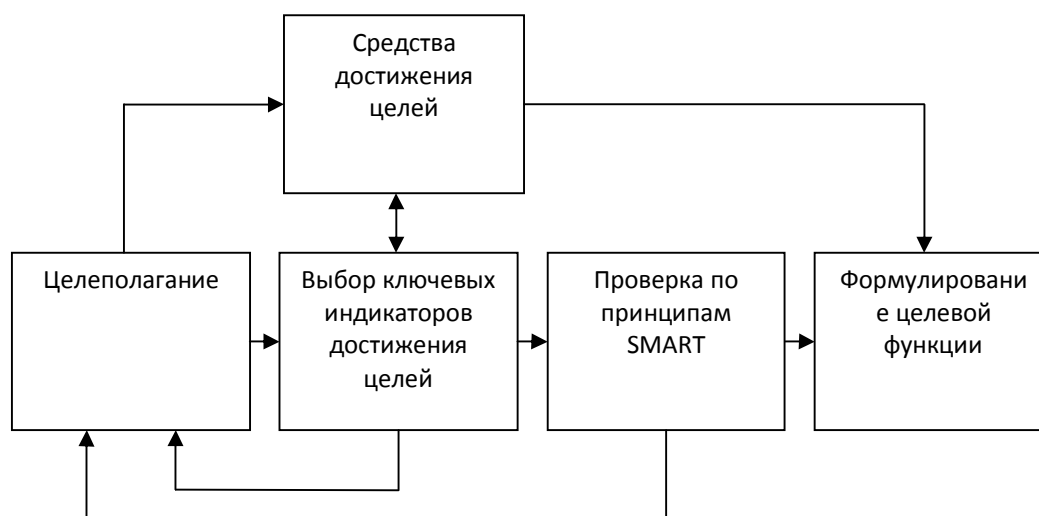 Средства
достижения
целей
Целеполагание
Выбор ключевых
индикаторов
достижения
целей
Проверка по
принципам
SMART
Формулировани
е целевой
функции